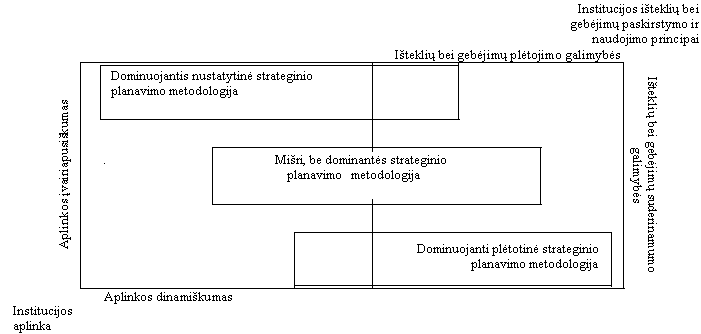 Institucijos išteklių bei
gebėjimų paskirstymo ir
naudojimo principai
Išteklių bei gebėjimų plėtojimo galimybės
Dominuojantis nustatytinė strateginio
planavimo metodologija
Aplinkos įvairiapusiškumas
Išteklių bei gebėjimų suderinamumo
galimybės
Mišri, be dominantės strateginio
planavimo metodologija
Dominuojanti plėtotinė strateginio
planavimo metodologija
Aplinkos dinamiškumas
Institucijos
aplinka